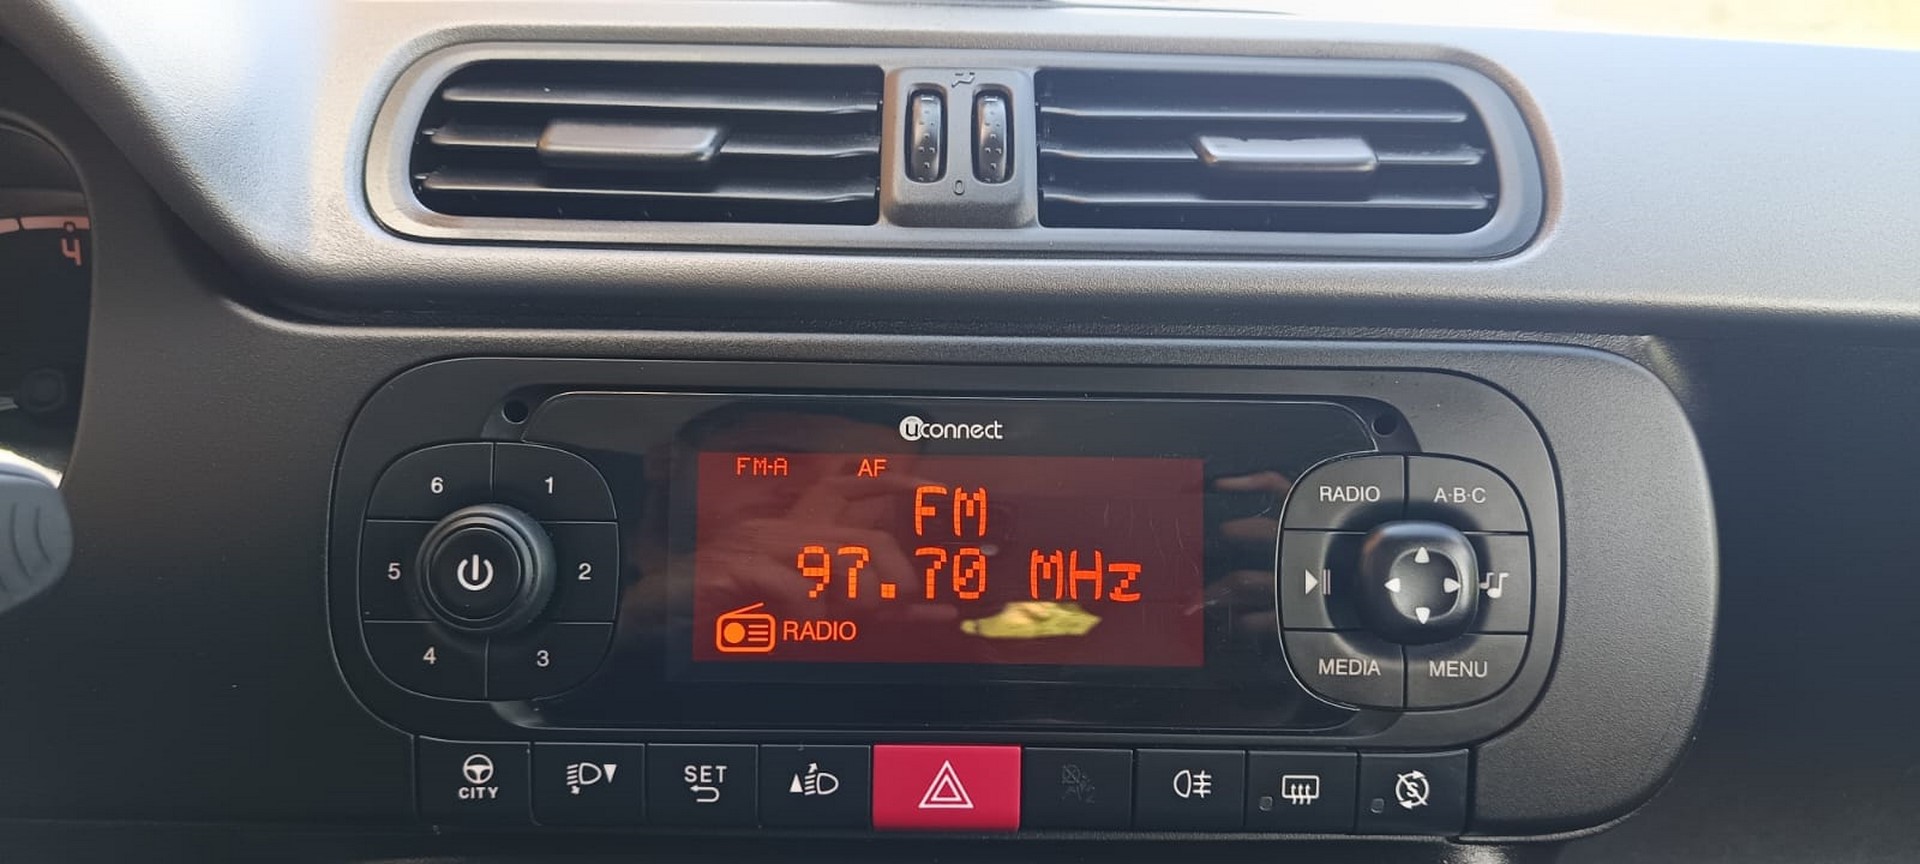 4
0
uconnect
6
1
5
2
4
3
FM-A AF
FM
97.70 MHz
RADIO
RADIO
A·B·C
MEDIA
MENU
CITY
SET